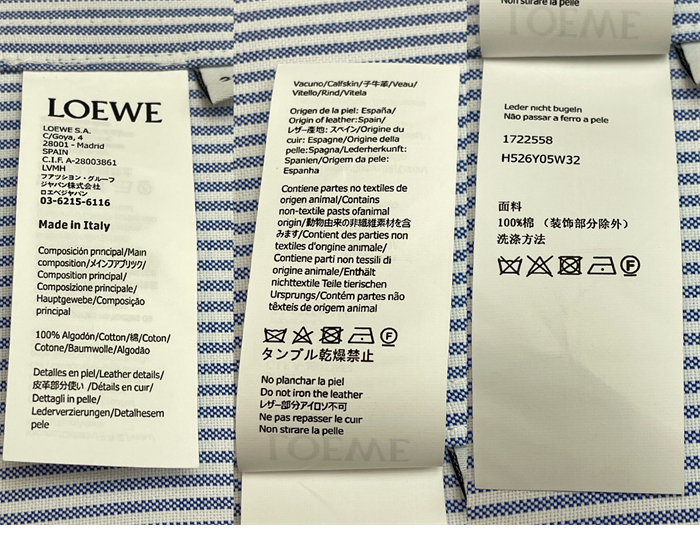 LOEWE
LOEWE S.A.
C/Goya, 4
28001 - Madrid
SPAIN
C.I.F. A-28003861
LVMH
ファッション・グループ
ジャパン株式会社
ロエベジャパン
03-6215-6116
Made in Italy
Composición principal/Main
composition/メインファブリック/
Composition principal/
Composizione principale/
Hauptgewebe/Composição
principal
100% Algodón/Cotton/綿/Coton/
Cotone/Baumwolle/Algodão
Detalles en piel/Leather details/
皮革部分使い /Détails en cuir/
Dettagli in pelle/
Lederverzierungen/Detalhesem
pele
Vacuno/Calfskin/子牛革/Veau/
Vitello/Rind/Vitela
Origen de la piel: España/
Origin of leather:Spain/
レザー産地: スペイン/Origine du
cuir: Espagne/Origine della
pelle:Spagna/Lederherkunft:
Spanien/Origem da pele:
Espanha
Contiene partes no textiles de
origen animal/Contains
non-textile pasts ofanimal
origin/動物由来の非繊維素材を含
みます/Contient des parties non
textiles d'origine animale/
Contiene parti non tessili di
origine animale/Enthält
nichttextile Teile tierischen
Ursprungs/Contém partes não
têxteis de origem animal
タンブル乾燥禁止
No planchar la piel
Do not iron the leather
レザー部分アイロン不可
Ne pas repasser le cuir
Non stirare la pelle
LOEWE
Non stirare la pelle
LOEWE
Leder nicht bugeln
Não passar a ferro a pele
1722558
H526Y05W32
面料
100%棉 （装饰部分除外）
洗涤方法